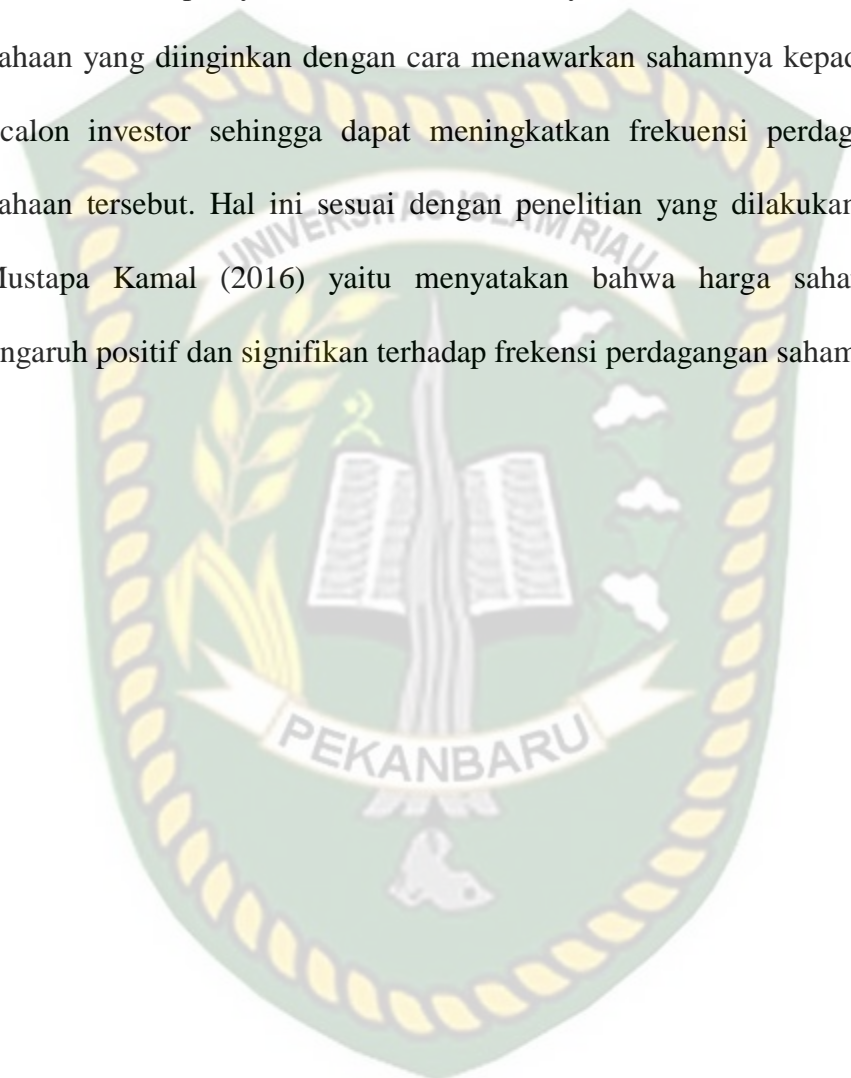 ahaan yang diinginkan dengan cara menawarkan sahamnya kepad
calon investor sehingga dapat meningkatkan frekuensi perdag
ahaan tersebut. Hal ini sesuai dengan penelitian yang dilakukan
Mustapa Kamal (2016) yaitu menyatakan bahwa harga saha
ngaruh positif dan signifikan terhadap frekensi perdagangan saham
UNIVERSITAS ISLAM RIAU
PEKANBARU